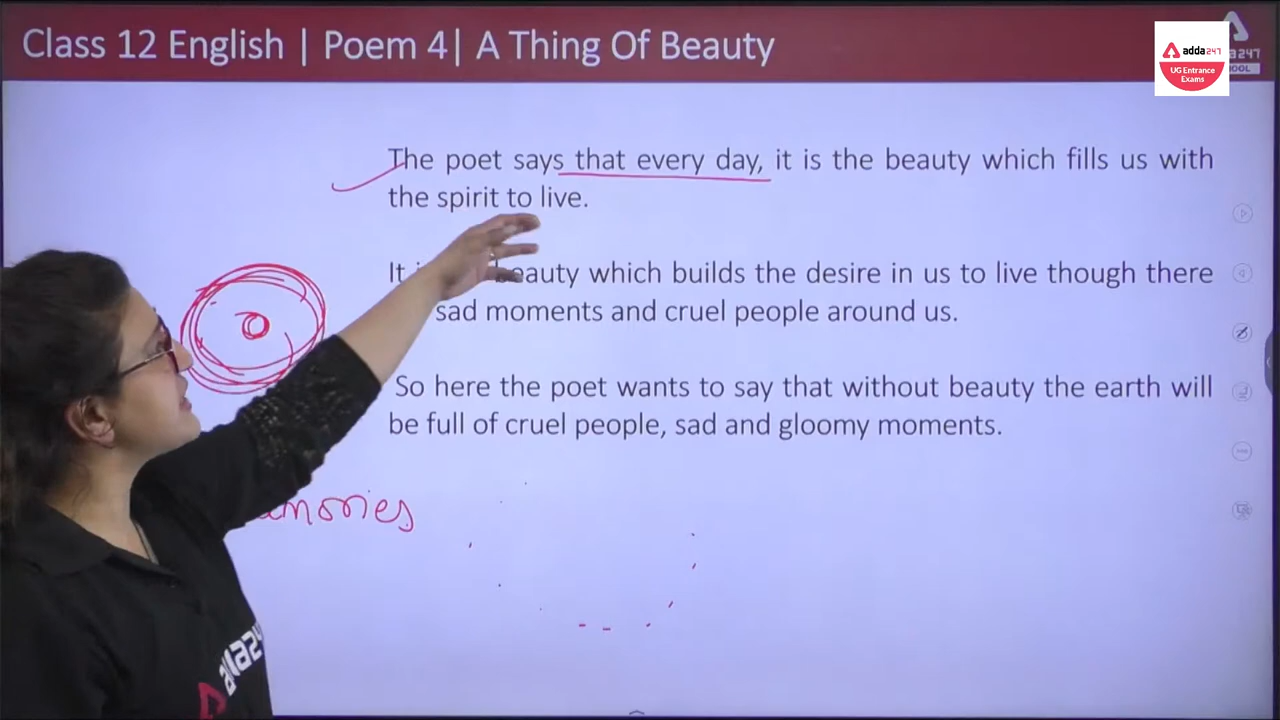 Class 12 English | Poem 4| A Thing Of Beauty
adda247
UG Entrance
Exams
The poet says that every day, it is the beauty which fills us with
the spirit to live.
It beauty which builds the desire in us to live though there
sad moments and cruel people around us.
So here the poet wants to say that without beauty the earth will
be full of cruel people, sad and gloomy moments.